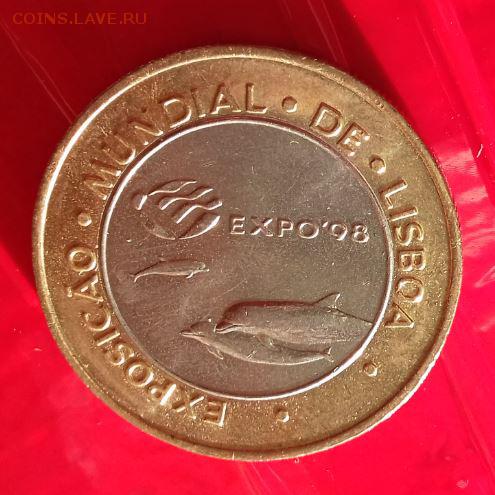 COINS.LAVE.RU
EXPOSIÇÃO · MUNDIAL · DE · LISBOA
EXPO'98